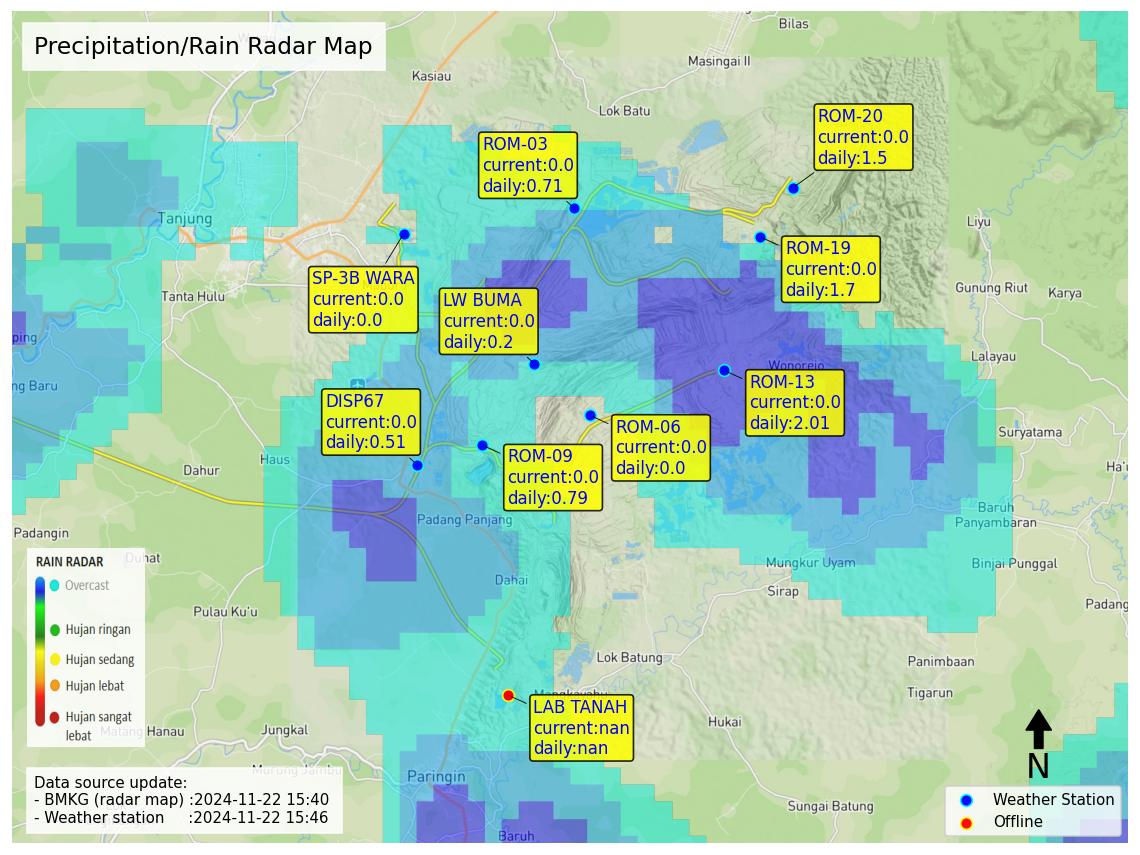 Precipitation/Rain Radar Map
Bilas
Masingai II
Kasiau
Lok Batu
ROM-20
current:0.0
daily:1.5
ROM-03
current:0.0
daily:0.71
Tanjung
Liyu
ROM-19
current:0.0
daily:1.7
SP-3B WARA
current:0.0
daily:0.0
Tanta Hulu
LW BUMA
current:0.0
daily:0.2
Gunung Riut
Karya
ping
Lalayau
Wonorejo
ng Baru
ROM-13
current:0.0
daily:2.01
DISP67
current:0.0
daily:0.51
ROM-06
current:0.0
daily:0.0
Suryatama
Haus
Dahur
ROM-09
current:0.0
daily:0.79
Ha'u
Baruh
Panyambaran
Padang Panjang
Padangin
Duhat
Mungkur Uyam
Binjai Punggal
Dahai
Sirap
Padang
Pulau Ku'u
RAIN RADAR
Overcast
Hujan ringan
Hujan sedang
Hujan lebat
Hujan sangat
lebat
Lok Batung
Panimbaan
Tigarun
LAB TANAH
current:nan
daily:nan
Hukai
Manah Hanau
Jungkal
Murung Jambu
Paringin
N
Data source update:
- BMKG (radar map) :2024-11-22 15:40
- Weather station :2024-11-22 15:46
Sungai Batung
Baruh
Weather Station
Offline